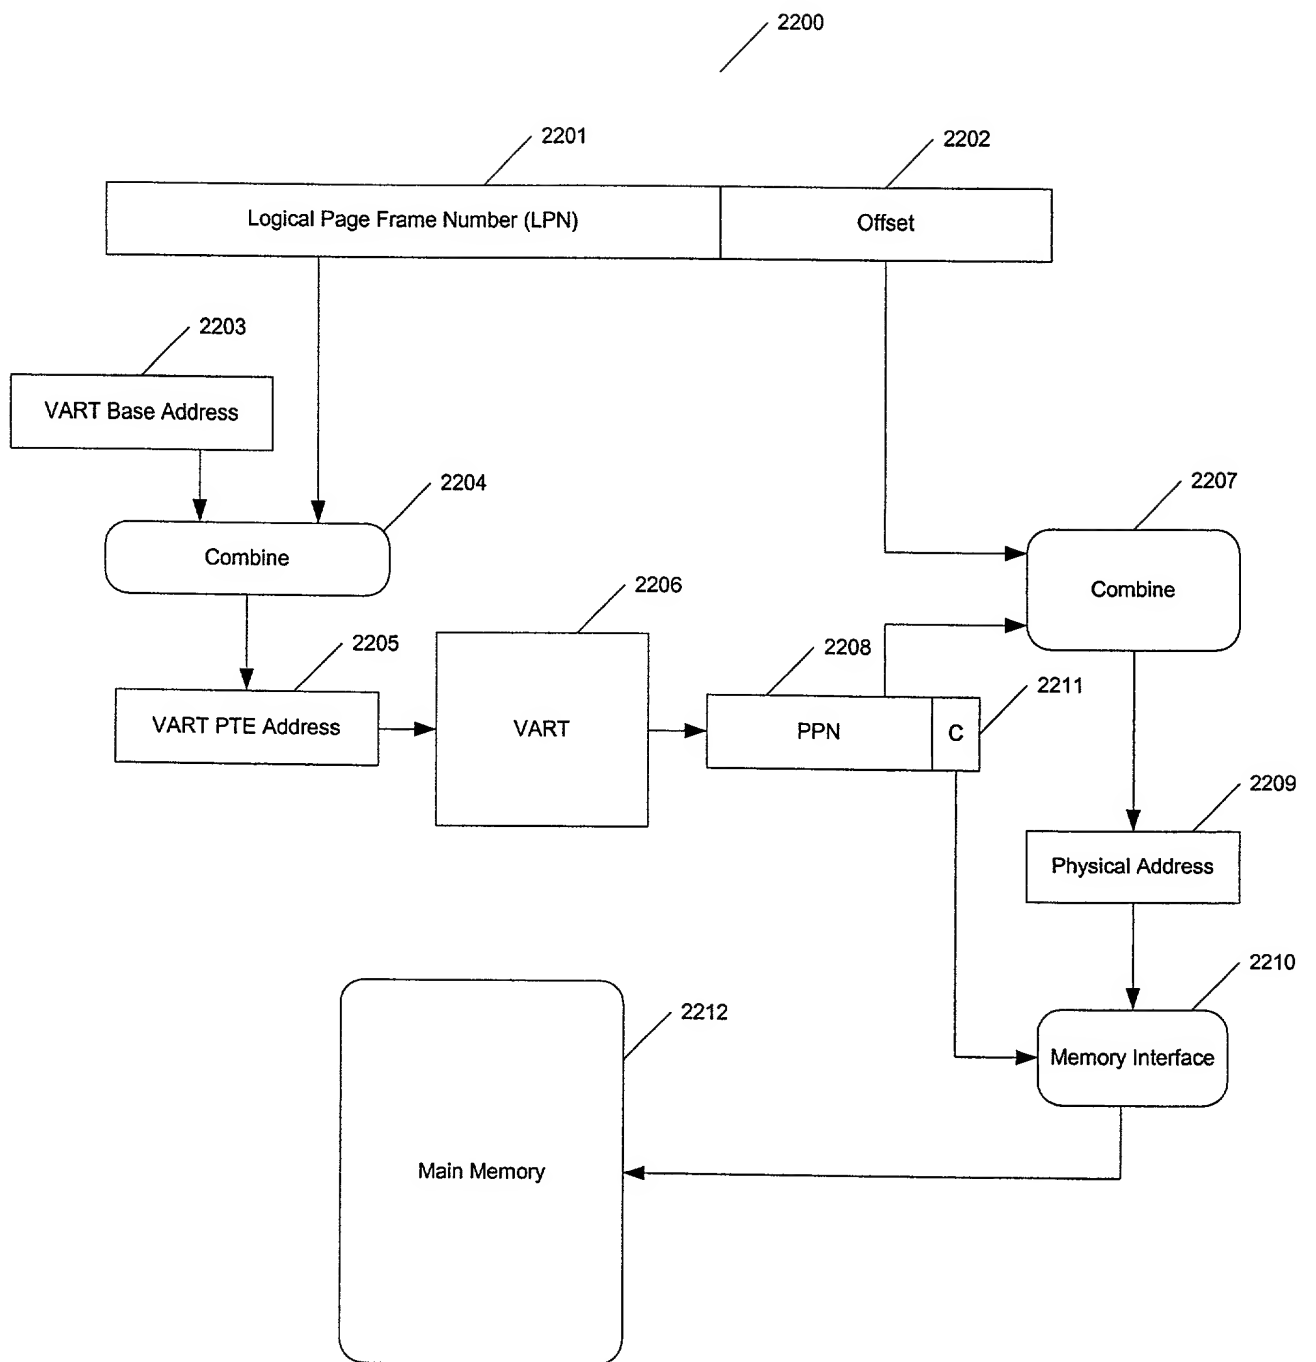 2200
2201
2202
Logical Page Frame Number (LPN)
Offset
2203
VART Base Address
2204
2207
Combine
Combine
2206
2205
2208
2211
VART PTE Address
VART
PPN
C
2209
Physical Address
2210
2212
Memory Interface
Main Memory